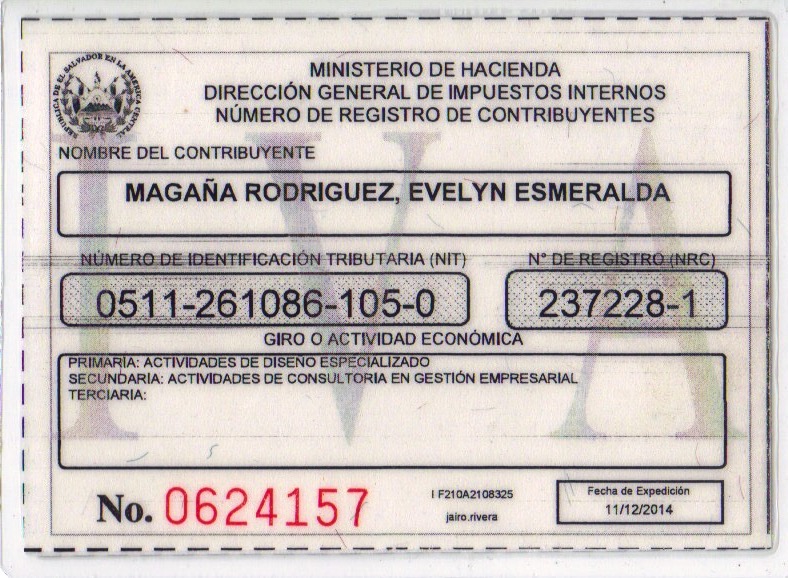 REPUBLICA DE EL SALVADOR EN LA AMERICA CENTRAL
MINISTERIO DE HACIENDA
DIRECCIÓN GENERAL DE IMPUESTOS INTERNOS
NÚMERO DE REGISTRO DE CONTRIBUYENTES
NOMBRE DEL CONTRIBUYENTE
MAGAÑA RODRIGUEZ, EVELYN ESMERALDA
NÚMERO DE IDENTIFICACIÓN TRIBUTARIA (NIT) N° DE REGISTRO (NRC)
0511-261086-105-0 237228-1
GIRO O ACTIVIDAD ECONÓMICA
PRIMARIA: ACTIVIDADES DE DISEÑO ESPECIALIZADO
SECUNDARIA: ACTIVIDADES DE CONSULTORIA EN GESTIÓN EMPRESARIAL
TERCIARIA:
IVA
No. 0624157
I F210A2108325
jairo.rivera
Fecha de Expedición
11/12/2014